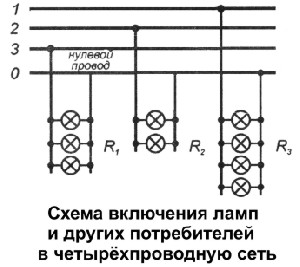 1
2
3
нулевой
провод
0
R1
R2
R3
Схема включения ламп
и других потребителей
в четырёхпроводную сеть